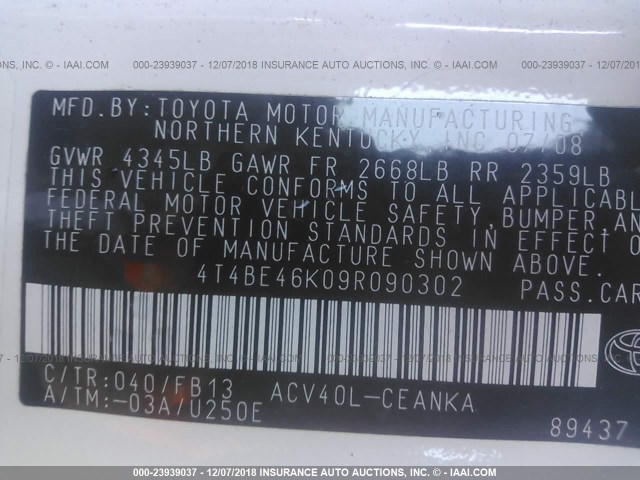 000-23939037 - 12/07/2018 INSURANCE AUTO AUCTIONS, INC. - IAAI.COM
MFD.BY:TOYOTA MOTOR MANUFACTURING
NORTHERN KENTUCKY INC 07/08
GVWR 4345LB GAWR FR 2668LB RR 2359LB
THIS VEHICLE CONFORMS TO ALL APPLICABL
FEDERAL MOTOR VEHICLE SAFETY,BUMPER,AN
THEFT PREVENTION STANDARDS IN EFFECT O
THE DATE OF MANUFACTURE SHOWN ABOVE.
4T4BE46K09R090302 PASS.CAR
C/TR:040/FB13 ACV40L-CEANKA
A/TM:-03A/U250E 89437
000-23939037 - 12/07/2018 INSURANCE AUTO AUCTIONS, INC. - IAAI.COM